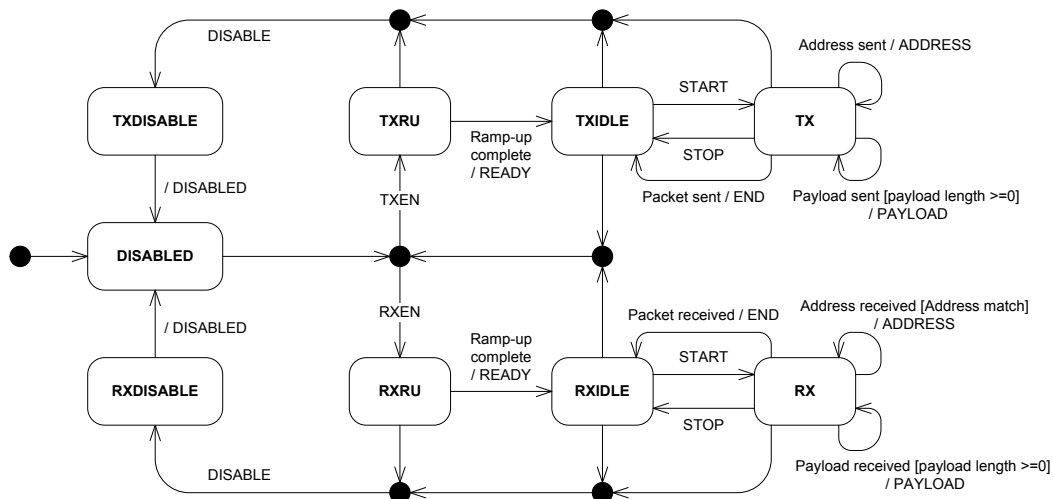 DISABLE
Address sent / ADDRESS
START
TXDISABLE
TXRU
TXIDLE
TX
Ramp-up
complete
/ READY
STOP
/ DISABLED
TXEN
Packet sent / END
Payload sent [payload length >=0]
/ PAYLOAD
DISABLED
RXEN
Packet received / END
Address received [Address match]
/ ADDRESS
/ DISABLED
Ramp-up
complete
/ READY
START
RXDISABLE
RXRU
RXIDLE
RX
STOP
DISABLE
Payload received [payload length >=0]
/ PAYLOAD